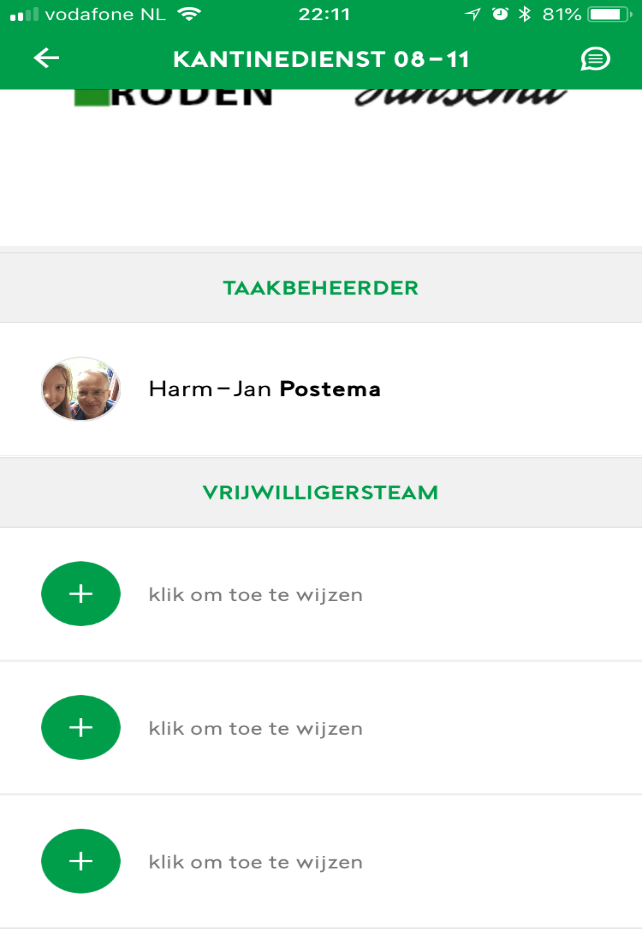 vodafone NL 22:11 81%
KANTINEDIENST 08-11
RODEN Jansema
TAAKBEHEERDER
Harm-Jan Postema
VRIJWILLIGERSTEAM
klik om toe te wijzen
klik om toe te wijzen
klik om toe te wijzen